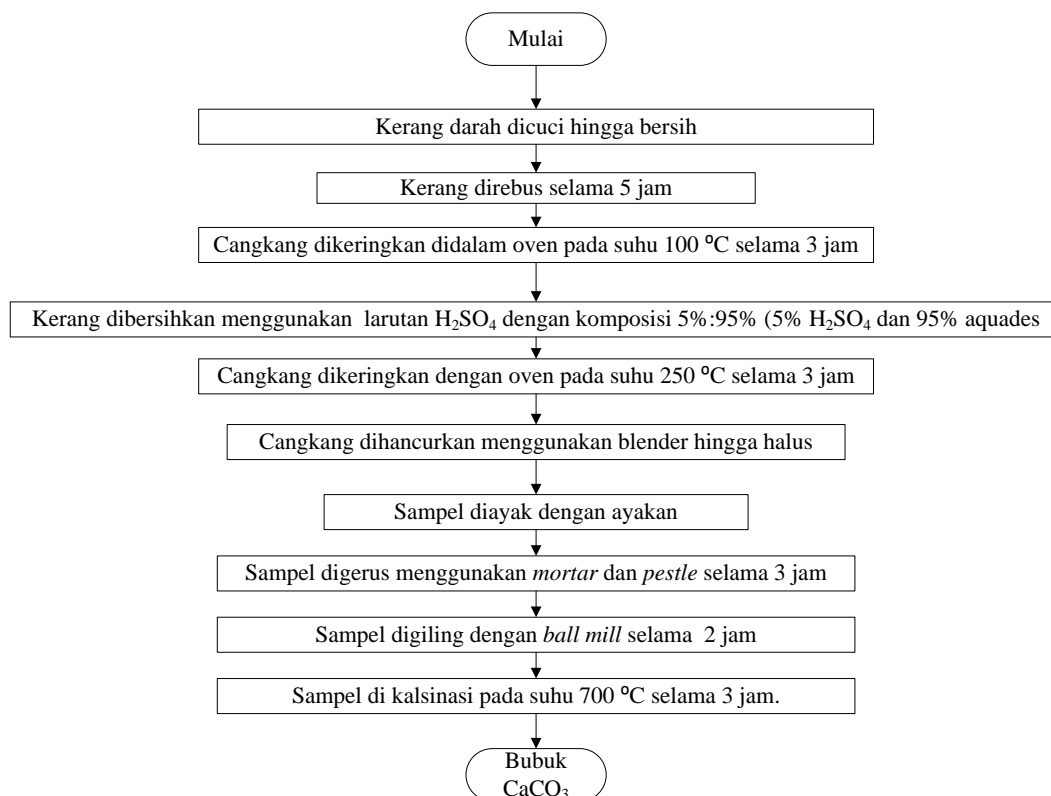 Mulai
Kerang darah dicuci hingga bersih
Kerang direbus selama 5 jam
Cangkang dikeringkan didalam oven pada suhu 100 ⁰C selama 3 jam
Kerang dibersihkan menggunakan larutan H₂SO₄ dengan komposisi 5%:95% (5% H₂SO₄ dan 95% aquades
Cangkang dikeringkan dengan oven pada suhu 250 ⁰C selama 3 jam
Cangkang dihancurkan menggunakan blender hingga halus
Sampel diayak dengan ayakan
Sampel digerus menggunakan mortar dan pestle selama 3 jam
Sampel digiling dengan ball mill selama 2 jam
Sampel di kalsinasi pada suhu 700 ⁰C selama 3 jam.
Bubuk
CaCO₃